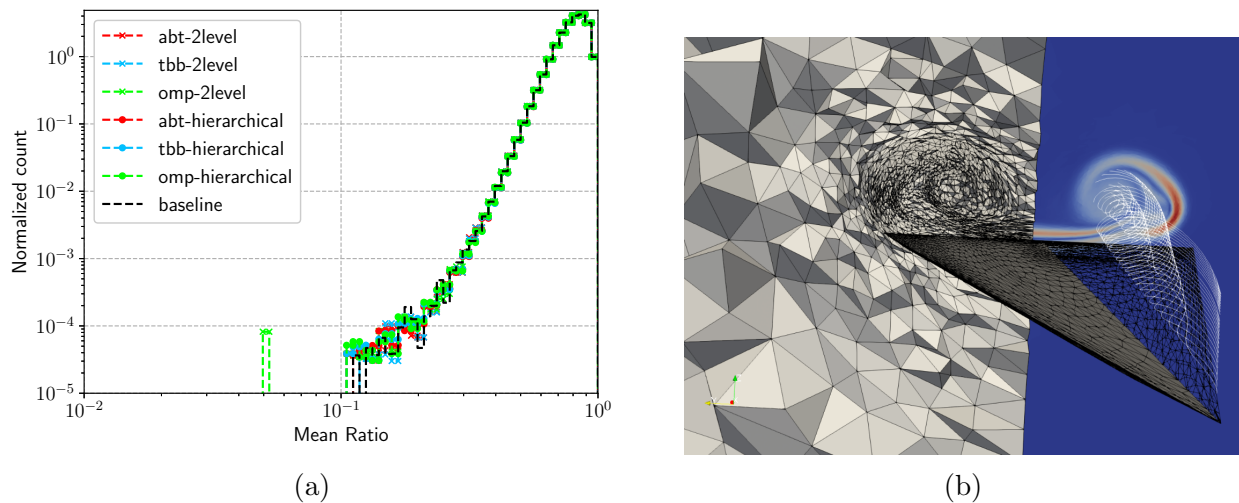 Normalized count
10^0
10^{-1}
10^{-2}
10^{-3}
10^{-4}
10^{-5}
abt-2level
tbb-2level
omp-2level
abt-hierarchical
tbb-hierarchical
omp-hierarchical
baseline
10^{-2}
10^{-1}
10^0
Mean Ratio
(a)
(b)